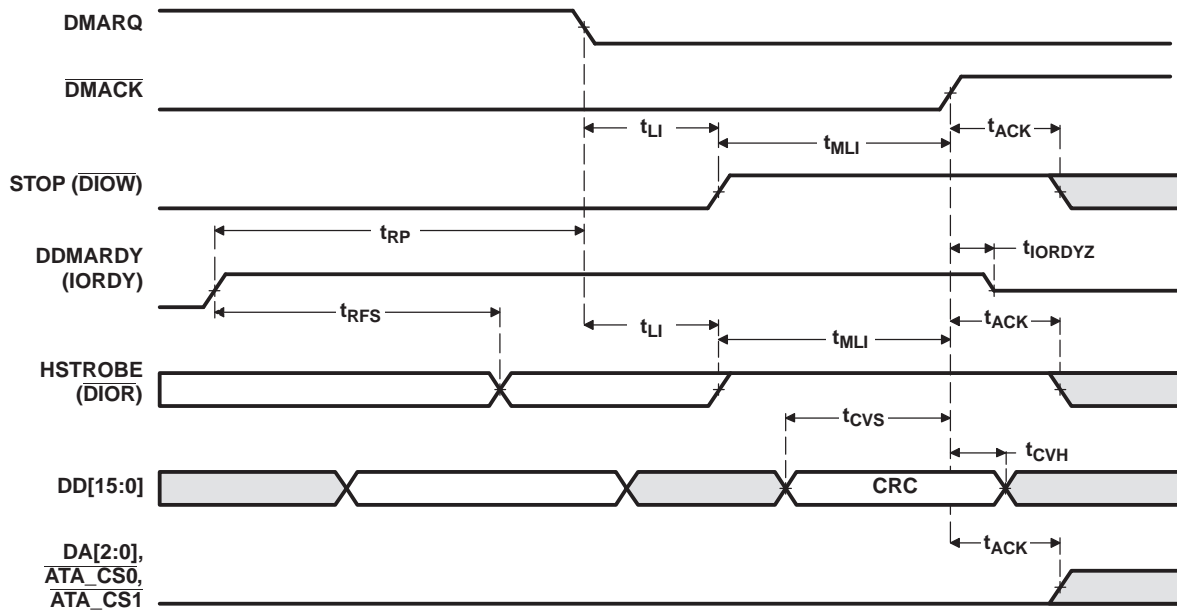 DMARQ
DMACK
tLI
tMLI
tACK
STOP (DIOW)
tRP
DDMARDY
(IORDY)
tIORDYZ
tRFS
tLI
tMLI
tACK
HSTROBE
(DIOR)
tCVS
tCVH
DD[15:0]
CRC
tACK
DA[2:0],
ATA_CS0,
ATA_CS1